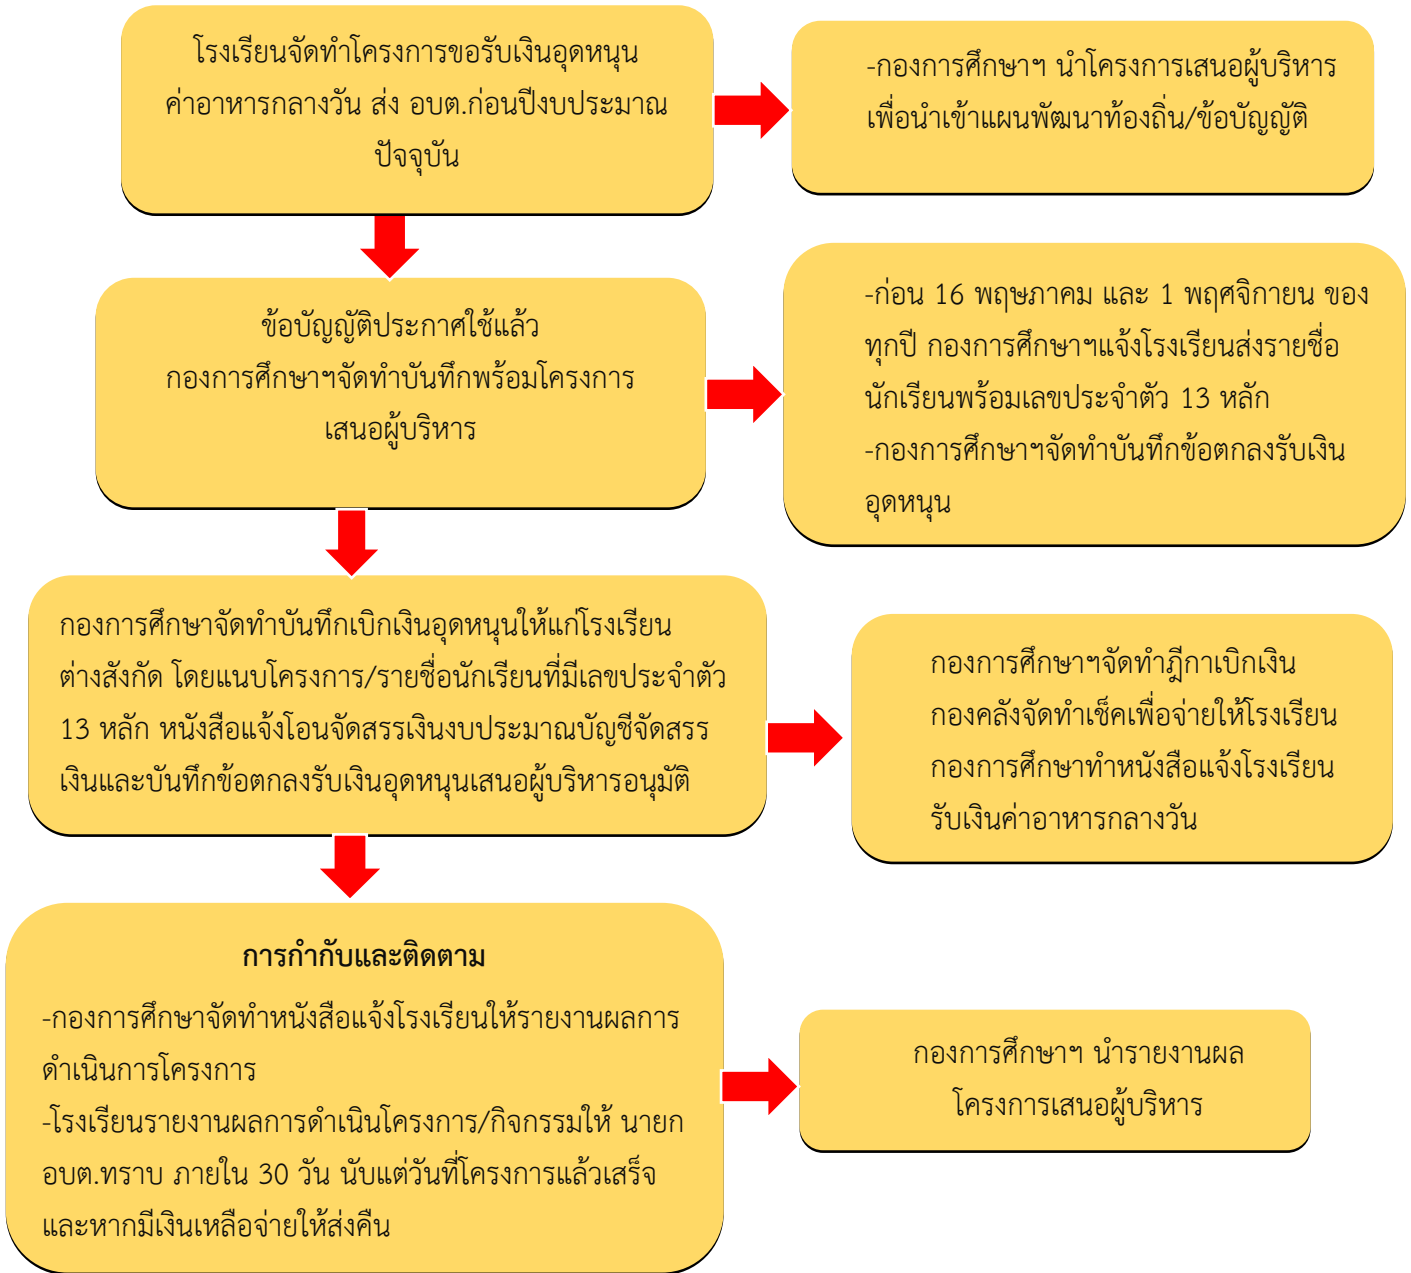 โรงเรียนจัดทำโครงการขอรับเงินอุดหนุน
ค่าอาหารกลางวัน ส่ง อบต.ก่อนปีงบประมาณ
ปัจจุบัน
-กองการศึกษาฯ นำโครงการเสนอผู้บริหาร
เพื่อนำเข้าแผนพัฒนาท้องถิ่น/ข้อบัญญัติ
ข้อบัญญัติประกาศใช้แล้ว
กองการศึกษาฯจัดทำบันทึกพร้อมโครงการ
เสนอผู้บริหาร
-ก่อน 16 พฤษภาคม และ 1 พฤศจิกายน ของ
ทุกปี กองการศึกษาฯแจ้งโรงเรียนส่งรายชื่อ
นักเรียนพร้อมเลขประจำตัว 13 หลัก
-กองการศึกษาฯจัดทำบันทึกข้อตกลงรับเงิน
อุดหนุน
กองการศึกษาจัดทำบันทึกเบิกเงินอุดหนุนให้แก่โรงเรียน
ต่างสังกัด โดยแนบโครงการ/รายชื่อนักเรียนที่มีเลขประจำตัว
13 หลัก หนังสือแจ้งโอนจัดสรรเงินงบประมาณบัญชีจัดสรร
เงินและบันทึกข้อตกลงรับเงินอุดหนุนเสนอผู้บริหารอนุมัติ
กองการศึกษาฯจัดทำฎีกาเบิกเงิน
กองคลังจัดทำเช็คเพื่อจ่ายให้โรงเรียน
กองการศึกษาทำหนังสือแจ้งโรงเรียน
รับเงินค่าอาหารกลางวัน
การกำกับและติดตาม
-กองการศึกษาจัดทำหนังสือแจ้งโรงเรียนให้รายงานผลการ
ดำเนินการโครงการ
-โรงเรียนรายงานผลการดำเนินโครงการ/กิจกรรมให้ นายก
อบต.ทราบ ภายใน 30 วัน นับแต่วันที่โครงการแล้วเสร็จ
และหากมีเงินเหลือจ่ายให้ส่งคืน
กองการศึกษาฯ นำรายงานผล
โครงการเสนอผู้บริหาร